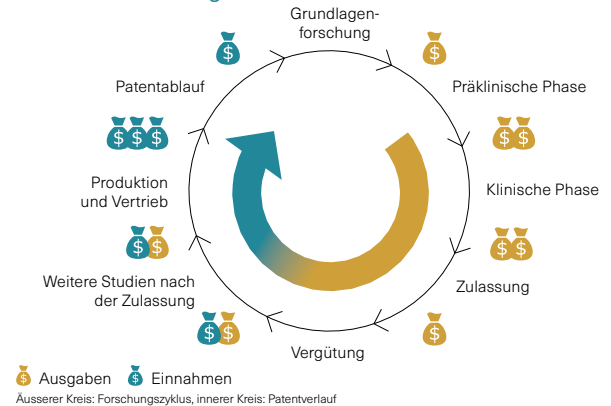 Grundlagen-
forschung
Präklinische Phase
Klinische Phase
Zulassung
Vergütung
Weitere Studien nach
der Zulassung
Produktion
und Vertrieb
Patentablauf
$
$
$$
$$
$
$$
$$
$$$
$ Ausgaben $ Einnahmen
Äusserer Kreis: Forschungszyklus, innerer Kreis: Patentverlauf